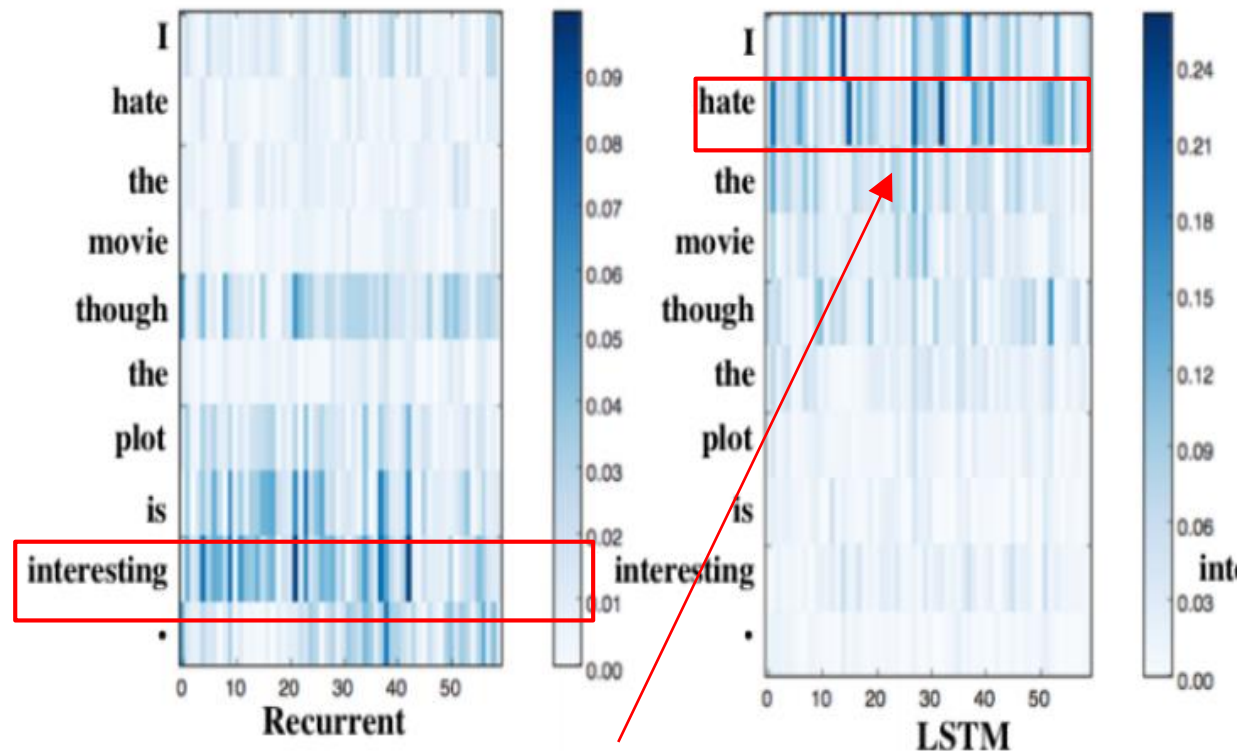 I
hate
the
movie
though
the
plot
is
interesting
.
0.09
0.08
0.07
0.06
0.05
0.04
0.03
0.02
0.01
0.00
0 10 20 30 40 50
Recurrent
I
hate
the
movie
though
the
plot
is
interesting
.
0.24
0.21
0.18
0.15
0.12
0.09
0.06
0.03
0.00
0 10 20 30 40 50
LSTM
inte